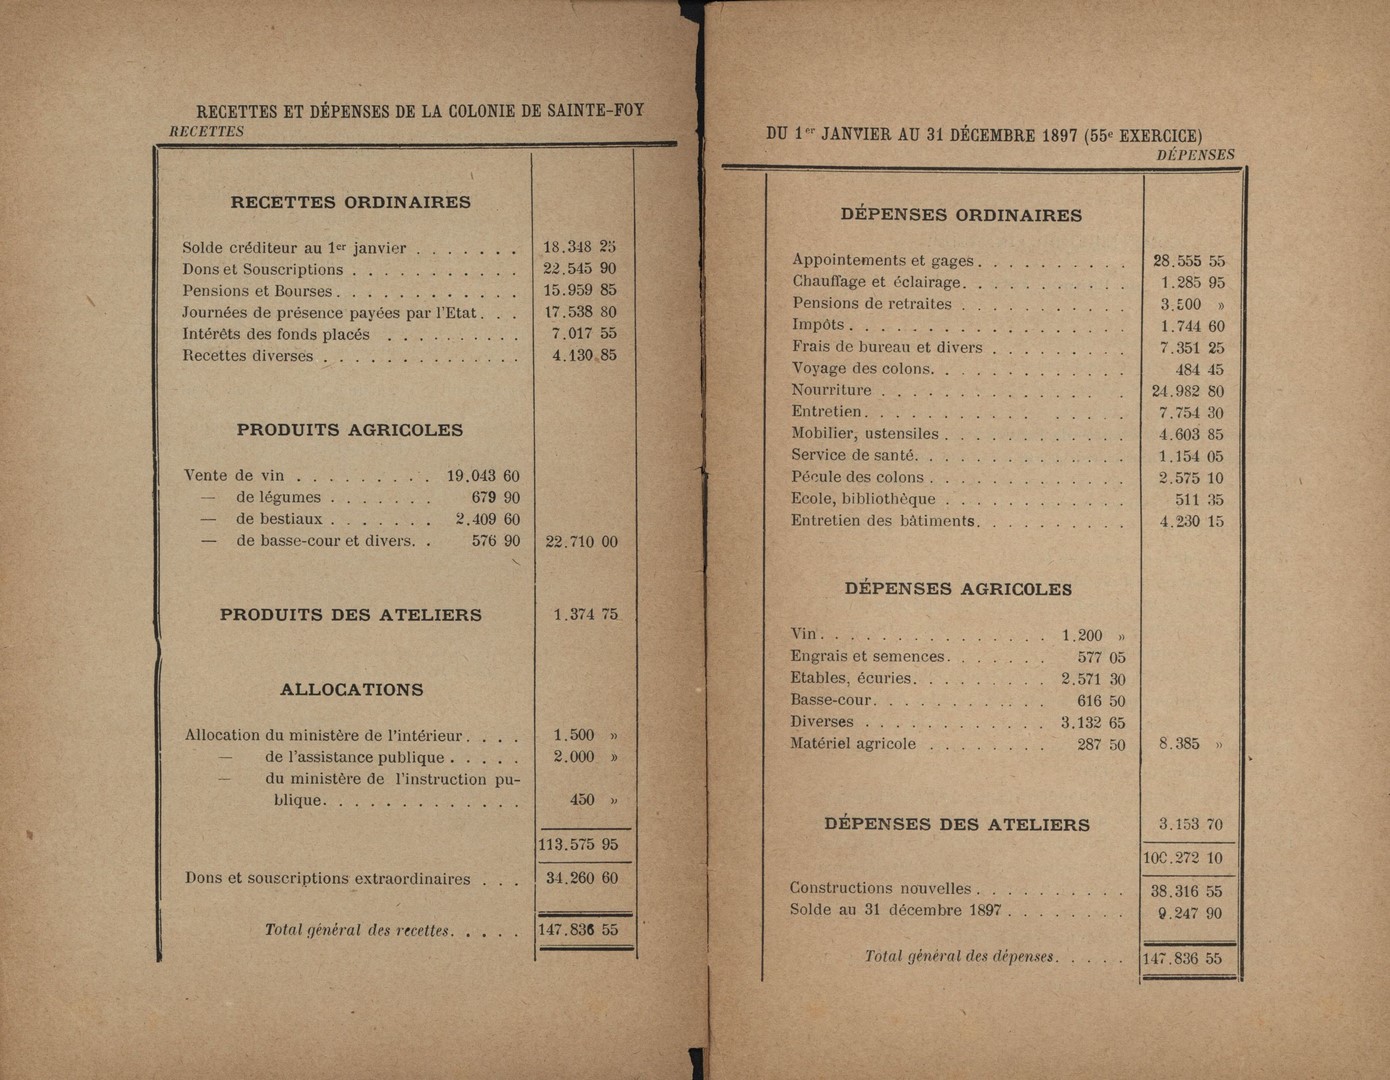 RECETTES ET DÉPENSES DE LA COLONIE DE SAINTE-FOY
RECETTES
RECETTES ORDINAIRES
Solde créditeur au 1er janvier . . . . . . . 18.348 25
Dons et Souscriptions . . . . . . . . . . . 22.545 90
Pensions et Bourses . . . . . . . . . . . . 15.959 85
Journées de présence payées par l'Etat . . . 17.538 80
Intérêts des fonds placés . . . . . . . . . . 7.017 55
Recettes diverses . . . . . . . . . . . . . 4.130 85
PRODUITS AGRICOLES
Vente de vin . . . . . . . . . 19.043 60
— de légumes . . . . . . . 679 90
— de bestiaux . . . . . . . 2.409 60
— de basse-cour et divers. . 576 90 22.710 00
PRODUITS DES ATELIERS 1.374 75
ALLOCATIONS
Allocation du ministère de l'intérieur . . . . 1.500 »
— de l'assistance publique . . . . . 2.000 »
— du ministère de l'instruction pu-
blique. . . . . . . . . . . . . 450 »
113.575 95
Dons et souscriptions extraordinaires . . . 34.260 60
Total général des recettes. . . . . 147.836 55
DU 1er JANVIER AU 31 DÉCEMBRE 1897 (55e EXERCICE)
DÉPENSES
DÉPENSES ORDINAIRES
Appointements et gages . . . . . . . . . . 28.555 55
Chauffage et éclairage. . . . . . . . . . 1.285 95
Pensions de retraites . . . . . . . . . . 3.500 »
Impôts . . . . . . . . . . . . . . . . . 1.744 60
Frais de bureau et divers . . . . . . . . . 7.351 25
Voyage des colons. . . . . . . . . . . . 484 45
Nourriture . . . . . . . . . . . . . . 24.982 80
Entretien . . . . . . . . . . . . . . 7.754 30
Mobilier, ustensiles . . . . . . . . . . . . 4.603 85
Service de santé. . . . . . . . . . . . . 1.154 05
Pécule des colons . . . . . . . . . . . . 2.575 10
Ecole, bibliothèque . . . . . . . . . . . 511 35
Entretien des bâtiments. . . . . . . . . . 4.230 15
DÉPENSES AGRICOLES
Vin . . . . . . . . . . . . . . . 1.200 »
Engrais et semences . . . . . . . 577 05
Etables, écuries. . . . . . . . . 2.571 30
Basse-cour . . . . . . . . . . . 616 50
Diverses . . . . . . . . . . . . 3.132 65
Matériel agricole . . . . . . . . 287 50 8.385 »
DÉPENSES DES ATELIERS 3.153 70
100.272 10
Constructions nouvelles . . . . . . . . . . 38.316 55
Solde au 31 décembre 1897 . . . . . . . . 9.247 90
Total général des dépenses. . . . . 147.836 55